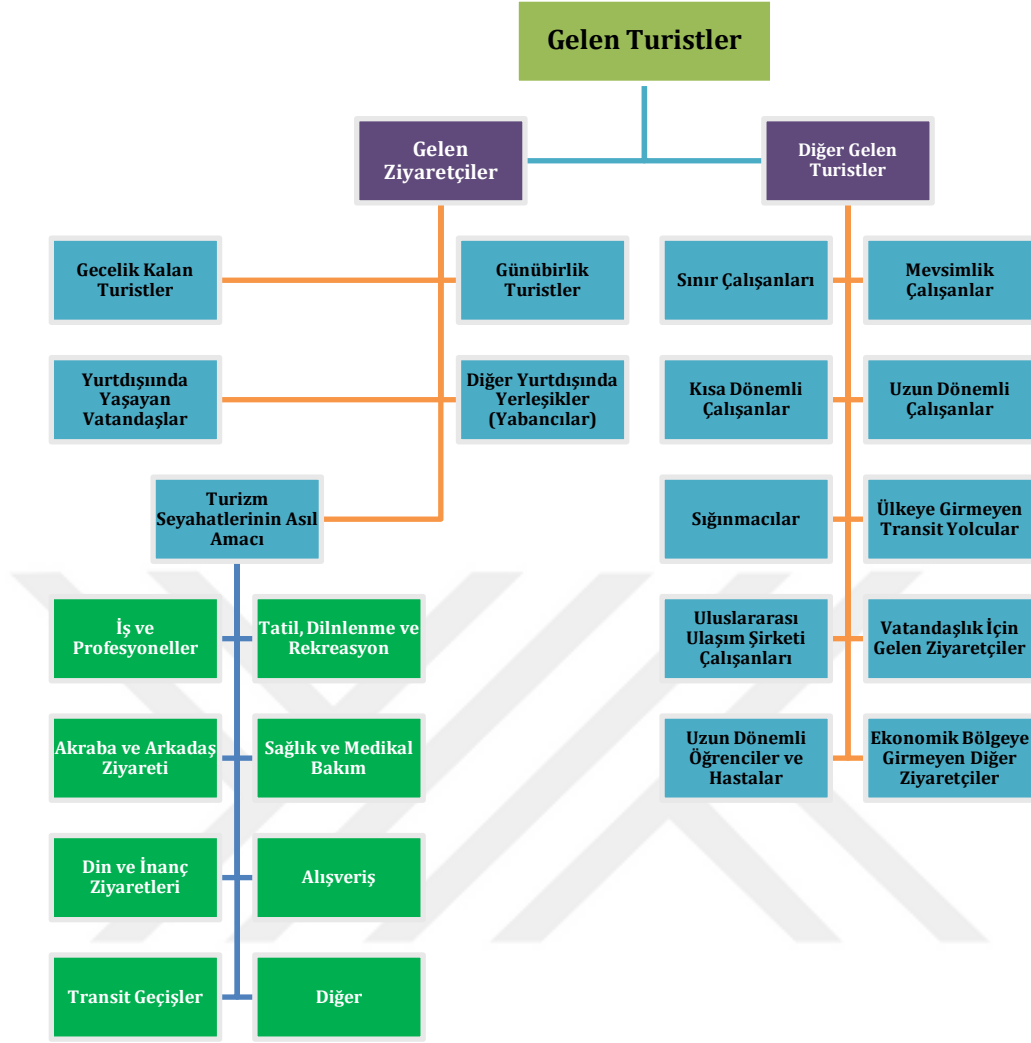 Gelen Turistler
Gelen
Ziyaretçiler
Diğer Gelen
Turistler
Gecelik Kalan
Turistler
Günübirlik
Turistler
Yurtdışıında
Yaşayan
Vatandaşlar
Diğer Yurtdışında
Yerleşikler
(Yabancılar)
Turizm
Seyahatlerinin Asıl
Amacı
İş ve
Profesyoneller
Tatil, Dilnlenme ve
Rekreasyon
Akraba ve Arkadaş
Ziyareti
Sağlık ve Medikal
Bakım
Din ve İnanç
Ziyaretleri
Alışveriş
Transit Geçişler
Diğer
Sınır Çalışanları
Mevsimlik
Çalışanlar
Kısa Dönemli
Çalışanlar
Uzun Dönemli
Çalışanlar
Sığınmacılar
Ülkeye Girmeyen
Transit Yolcular
Uluslararası
Ulaşım Şirketi
Çalışanları
Vatandaşlık İçin
Gelen Ziyaretçiler
Uzun Dönemli
Öğrenciler ve
Hastalar
Ekonomik Bölgeye
Girmeyen Diğer
Ziyaretçiler